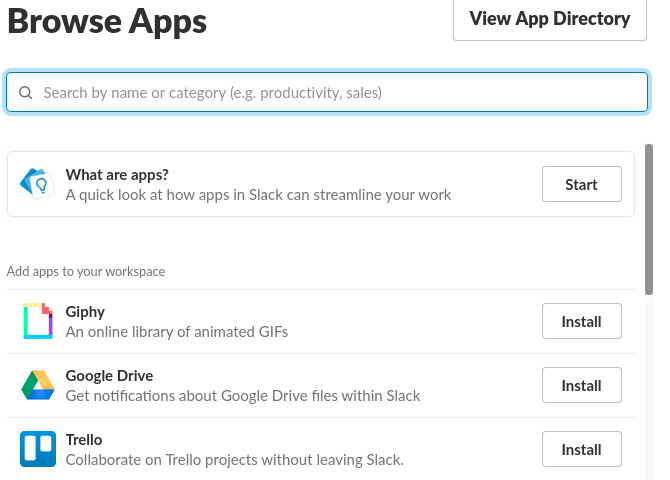 Browse Apps
View App Directory
Search by name or category (e.g. productivity, sales)
What are apps?
A quick look at how apps in Slack can streamline your work
Start
Add apps to your workspace
Giphy
An online library of animated GIFs
Install
Google Drive
Get notifications about Google Drive files within Slack
Install
Trello
Collaborate on Trello projects without leaving Slack.
Install